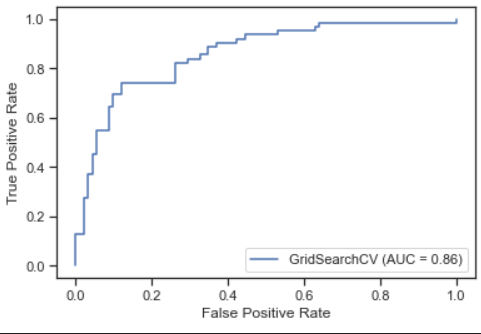 1.0
0.8
0.6
0.4
0.2
0.0
True Positive Rate
GridSearchCV (AUC = 0.86)
0.0 0.2 0.4 0.6 0.8 1.0
False Positive Rate